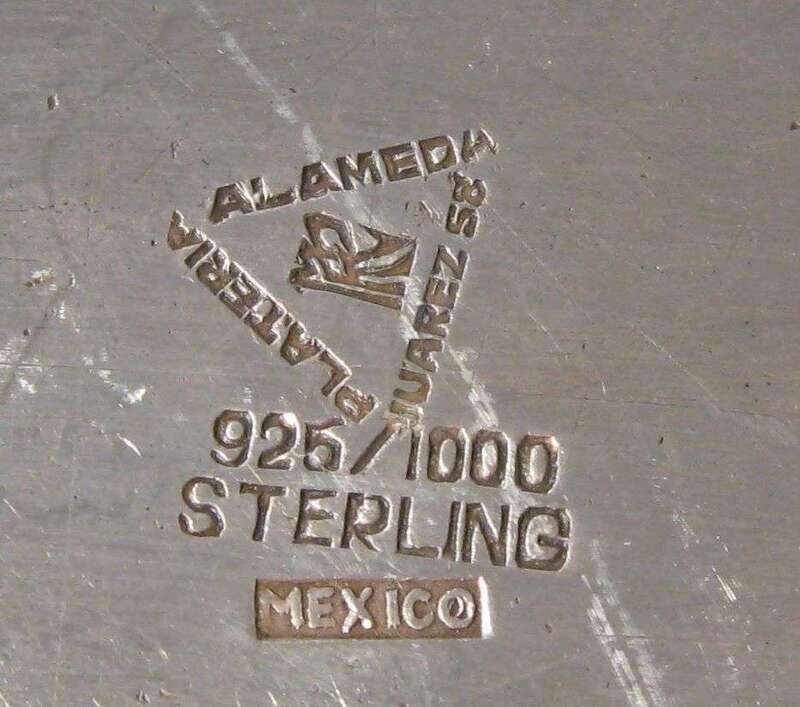 PLATERIA
ALAMEDA
JUAREZ 58
925/1000
STERLING
MEXICO